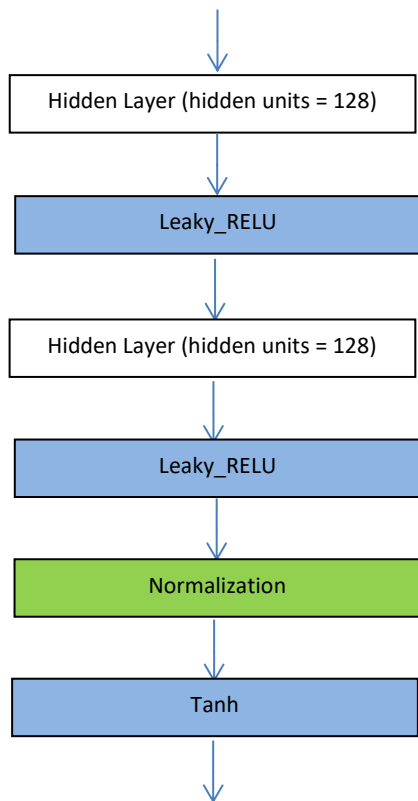 Hidden Layer (hidden units = 128)
Leaky_RELU
Hidden Layer (hidden units = 128)
Leaky_RELU
Normalization
Tanh